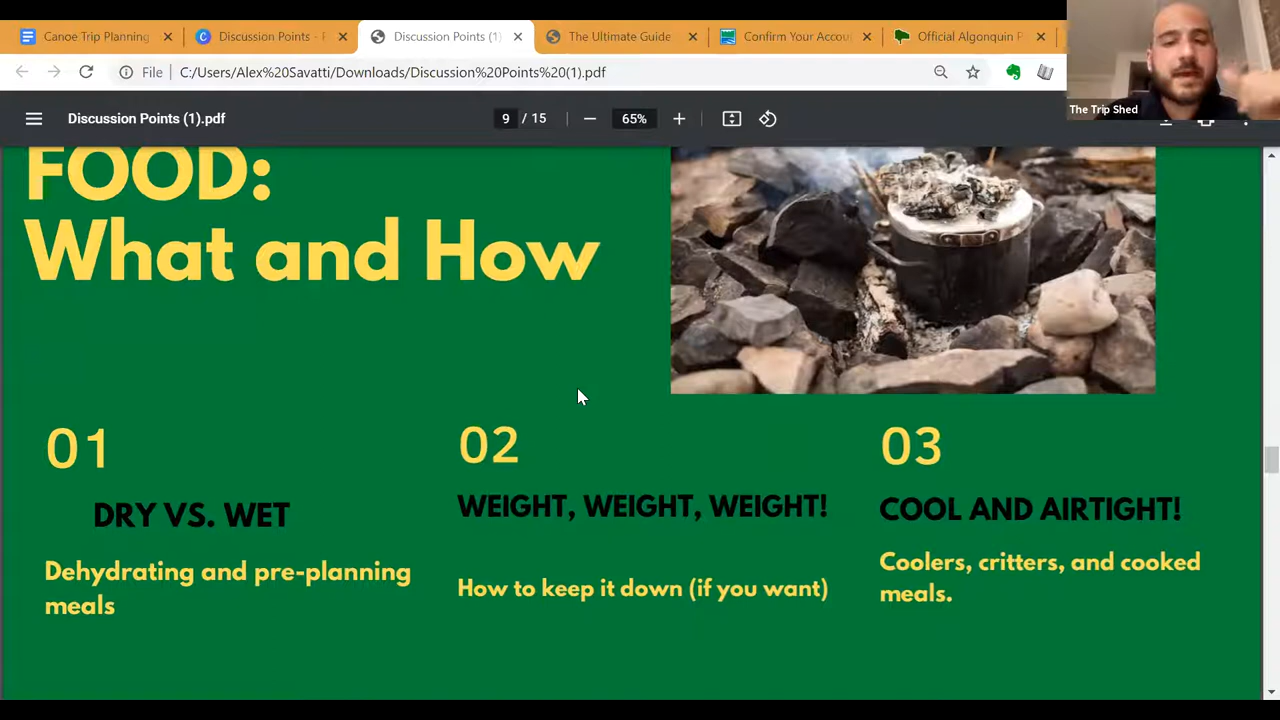 Canoe Trip Planning
Discussion Points - F
Discussion Points (1)
The Ultimate Guide
Confirm Your Accou
Official Algonquin P
File
C:/Users/Alex%20Savatti/Downloads/Discussion%20Points%20(1).pdf
The Trip Shed
Discussion Points (1).pdf
9 / 15
65%
FOOD:
What and How
01
DRY VS. WET
Dehydrating and pre-planning
meals
02
WEIGHT, WEIGHT, WEIGHT!
How to keep it down (if you want)
03
COOL AND AIRTIGHT!
Coolers, critters, and cooked
meals.